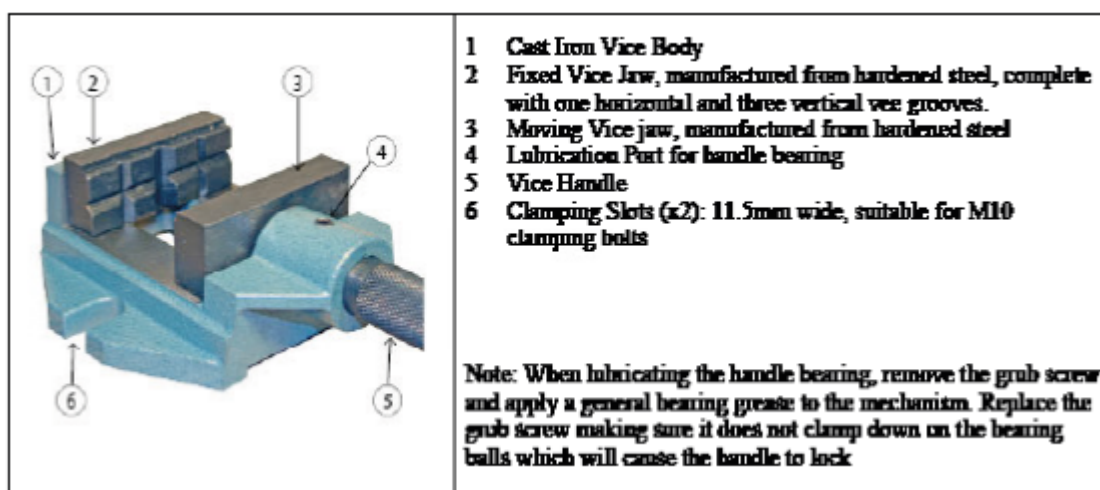 1
2
3
4
5
6
1 Cast Iron Vice Body
2 Fixed Vice Jaw, manufactured from hardened steel, complete
with one horizontal and three vertical vee grooves.
3 Moving Vice jaw, manufactured from hardened steel
4 Lubrication Port for handle bearing
5 Vice Handle
6 Clamping Slots (x2): 11.5mm wide, suitable for M10
clamping bolts
Note: When lubricating the handle bearing, remove the grub screw
and apply a general bearing grease to the mechanism. Replace the
grub screw making sure it does not clamp down on the bearing
balls which will cause the handle to lock